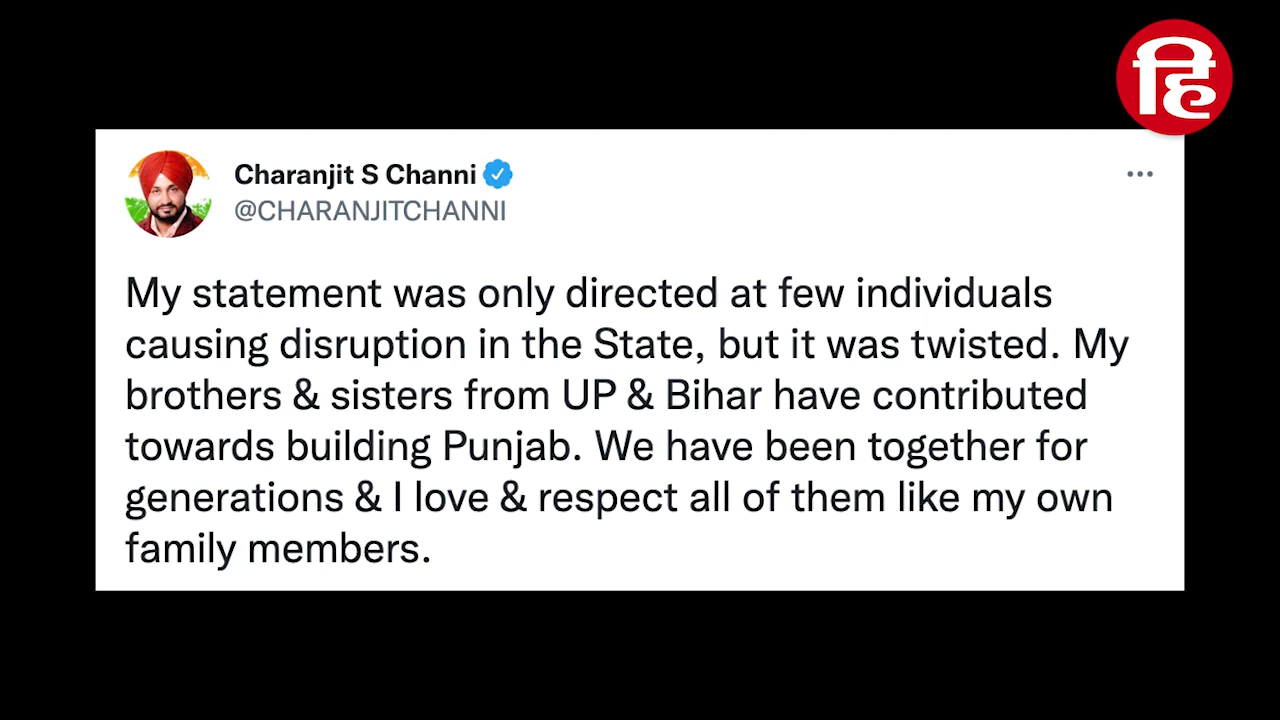 हि
Charanjit S Channi
@CHARANJITCHANNI
My statement was only directed at few individuals
causing disruption in the State, but it was twisted. My
brothers & sisters from UP & Bihar have contributed
towards building Punjab. We have been together for
generations & I love & respect all of them like my own
family members.